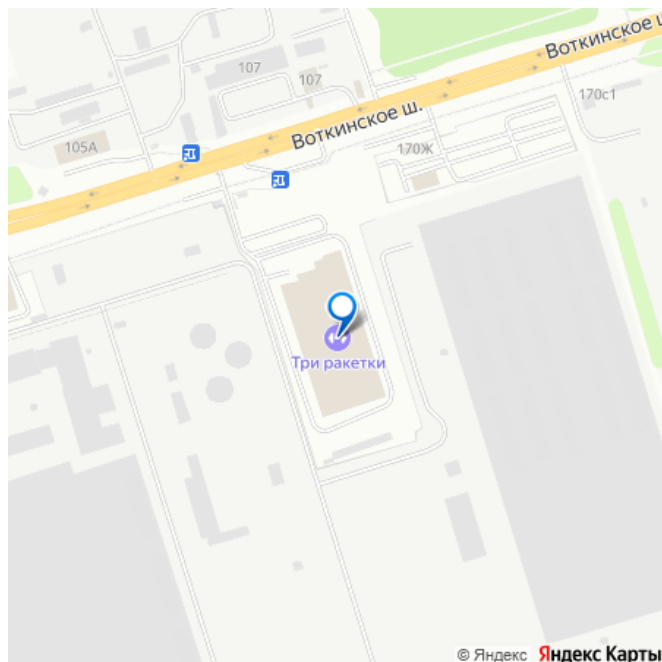 Воткинское ш
107
107
170с1
Воткинское ш.
105А
170Ж
Три ракетки
© Яндекс Яндекс Карты